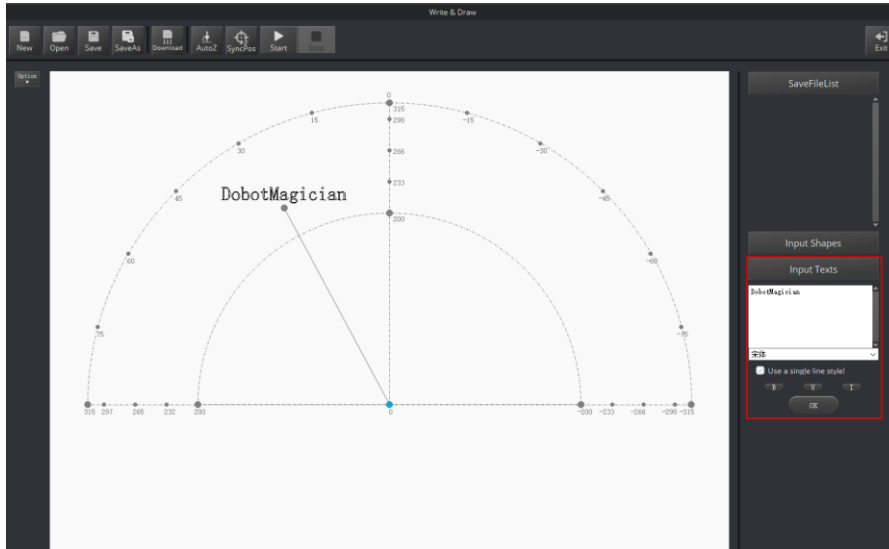 Write & Draw
New Open Save SaveAs Download AutoZ SyncPos Start Stop Exit
Option
SaveFileList
0
315
15 298 -15
30 266 -30
DobotMagician
233
45 -45
200
Input Shapes
60 -60
Input Texts
DobotMagician
75 -75
宋体
Use a single line style!
B U I
OK
315 297 265 232 200 0 -200 -233 -266 -298 -315